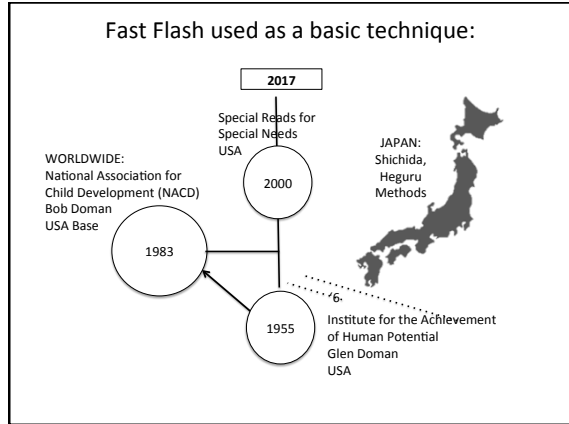 Fast Flash used as a basic technique:
2017
Special Reads for
Special Needs
USA
2000
WORLDWIDE:
National Association for
Child Development (NACD)
Bob Doman
USA Base
1983
JAPAN:
Shichida,
Heguru
Methods
'6-
1955
Institute for the Achievement
of Human Potential
Glen Doman
USA